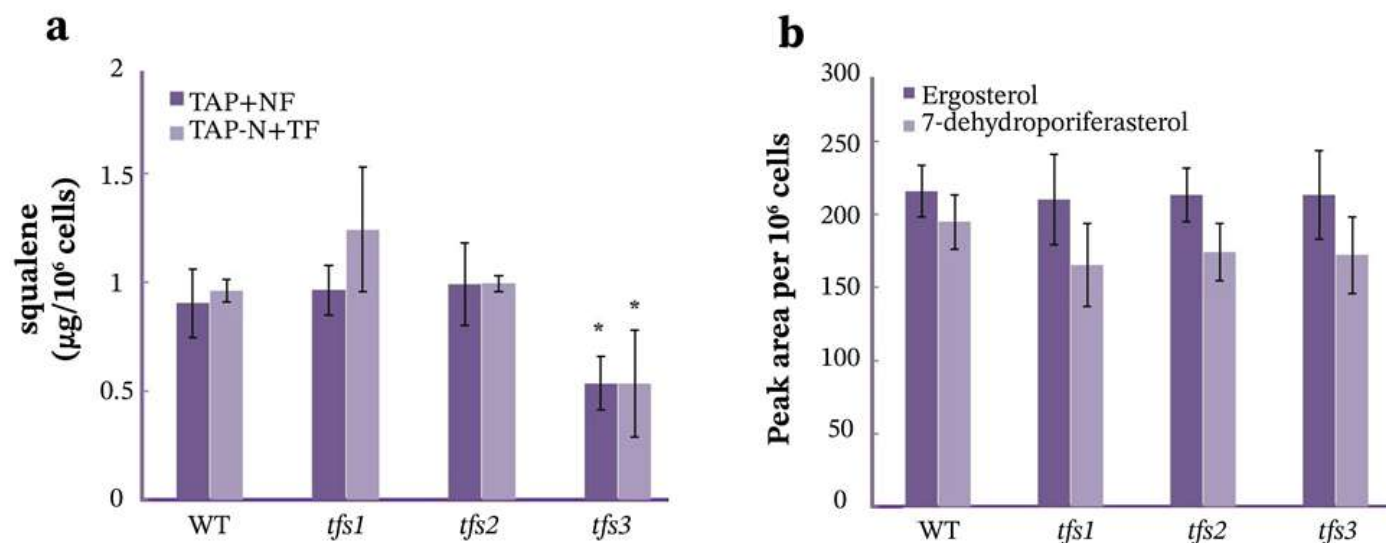 a
squalene
(μg/10⁶ cells)
2
1.5
1
0.5
0
TAP+NF
TAP-N+TF
*
*
WT
tfs1
tfs2
tfs3
b
Peak area per 10⁶ cells
300
250
200
150
100
50
0
Ergosterol
7-dehydroporiferasterol
WT
tfs1
tfs2
tfs3